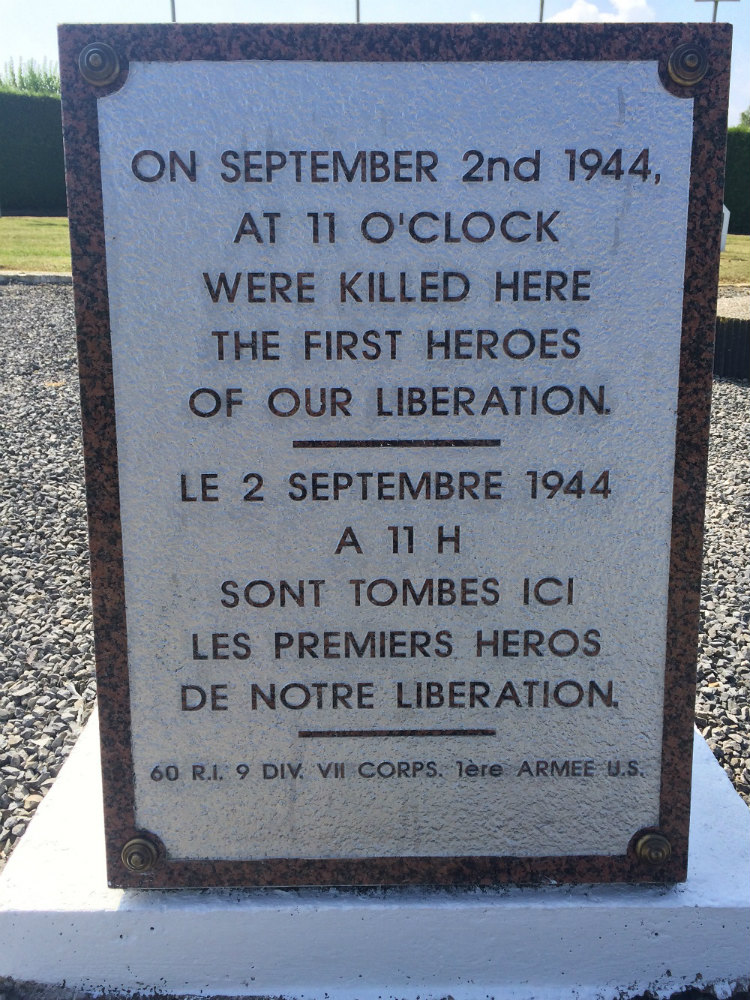 ON SEPTEMBER 2nd 1944,
AT 11 O'CLOCK
WERE KILLED HERE
THE FIRST HEROES
OF OUR LIBERATION.
LE 2 SEPTEMBRE 1944
A 11 H
SONT TOMBES ICI
LES PREMIERS HEROS
DE NOTRE LIBERATION.
60 R.I. 9 DIV. VII CORPS. 1ère ARMEE U.S.